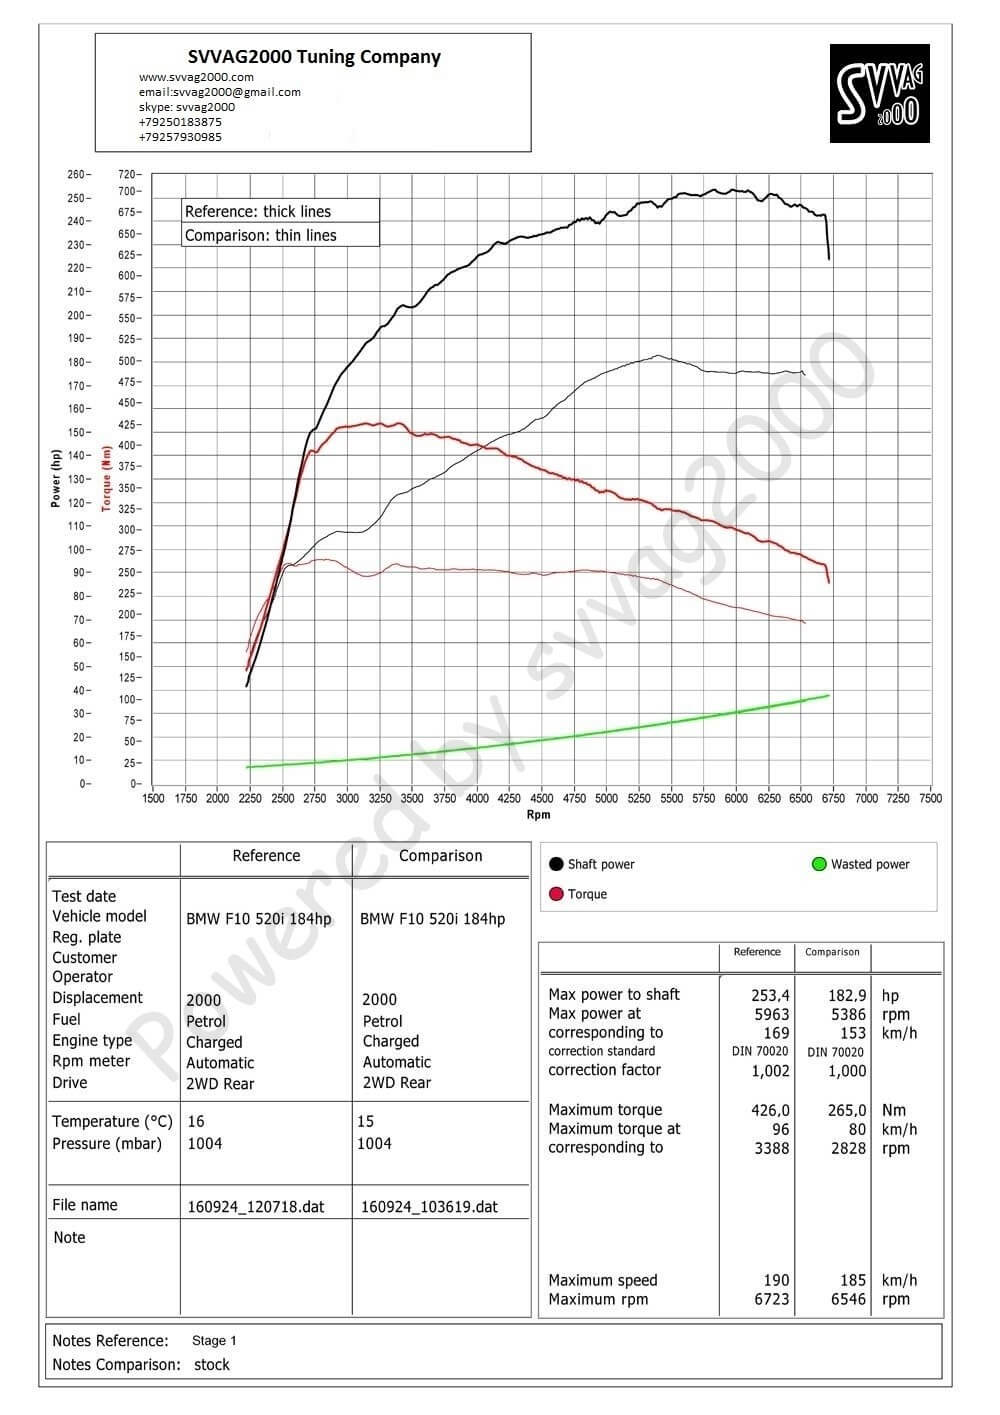 SVVAG2000 Tuning Company
www.svvag2000.com
email:svvag2000@gmail.com
skype: svvag2000
+79250183875
+79257930985
SVVAG
2000
Reference: thick lines
Comparison: thin lines
260
250
240
230
220
210
200
190
180
170
160
150
140
130
120
110
100
90
80
70
60
50
40
30
20
10
0
Power (hp)
720
700
675
650
625
600
575
550
525
500
475
450
425
400
375
350
325
300
275
250
225
200
175
150
125
100
75
50
25
0
Torque (Nm)
1500 1750 2000 2250 2500 2750 3000 3250 3500 3750 4000 4250 4500 4750 5000 5250 5500 5750 6000 6250 6500 6750 7000 7250 7500
Rpm
Powered by svvag2000
Reference Comparison
Test date
Vehicle model BMW F10 520i 184hp BMW F10 520i 184hp
Reg. plate
Customer
Operator
Displacement 2000 2000
Fuel Petrol Petrol
Engine type Charged Charged
Rpm meter Automatic Automatic
Drive 2WD Rear 2WD Rear
Temperature (°C) 16 15
Pressure (mbar) 1004 1004
File name 160924_120718.dat 160924_103619.dat
Note
Shaft power Wasted power
Torque
Reference Comparison
Max power to shaft 253,4 182,9 hp
Max power at 5963 5386 rpm
corresponding to 169 153 km/h
correction standard DIN 70020 DIN 70020
correction factor 1,002 1,000
Maximum torque 426,0 265,0 Nm
Maximum torque at 96 80 km/h
corresponding to 3388 2828 rpm
Maximum speed 190 185 km/h
Maximum rpm 6723 6546 rpm
Notes Reference: Stage 1
Notes Comparison: stock